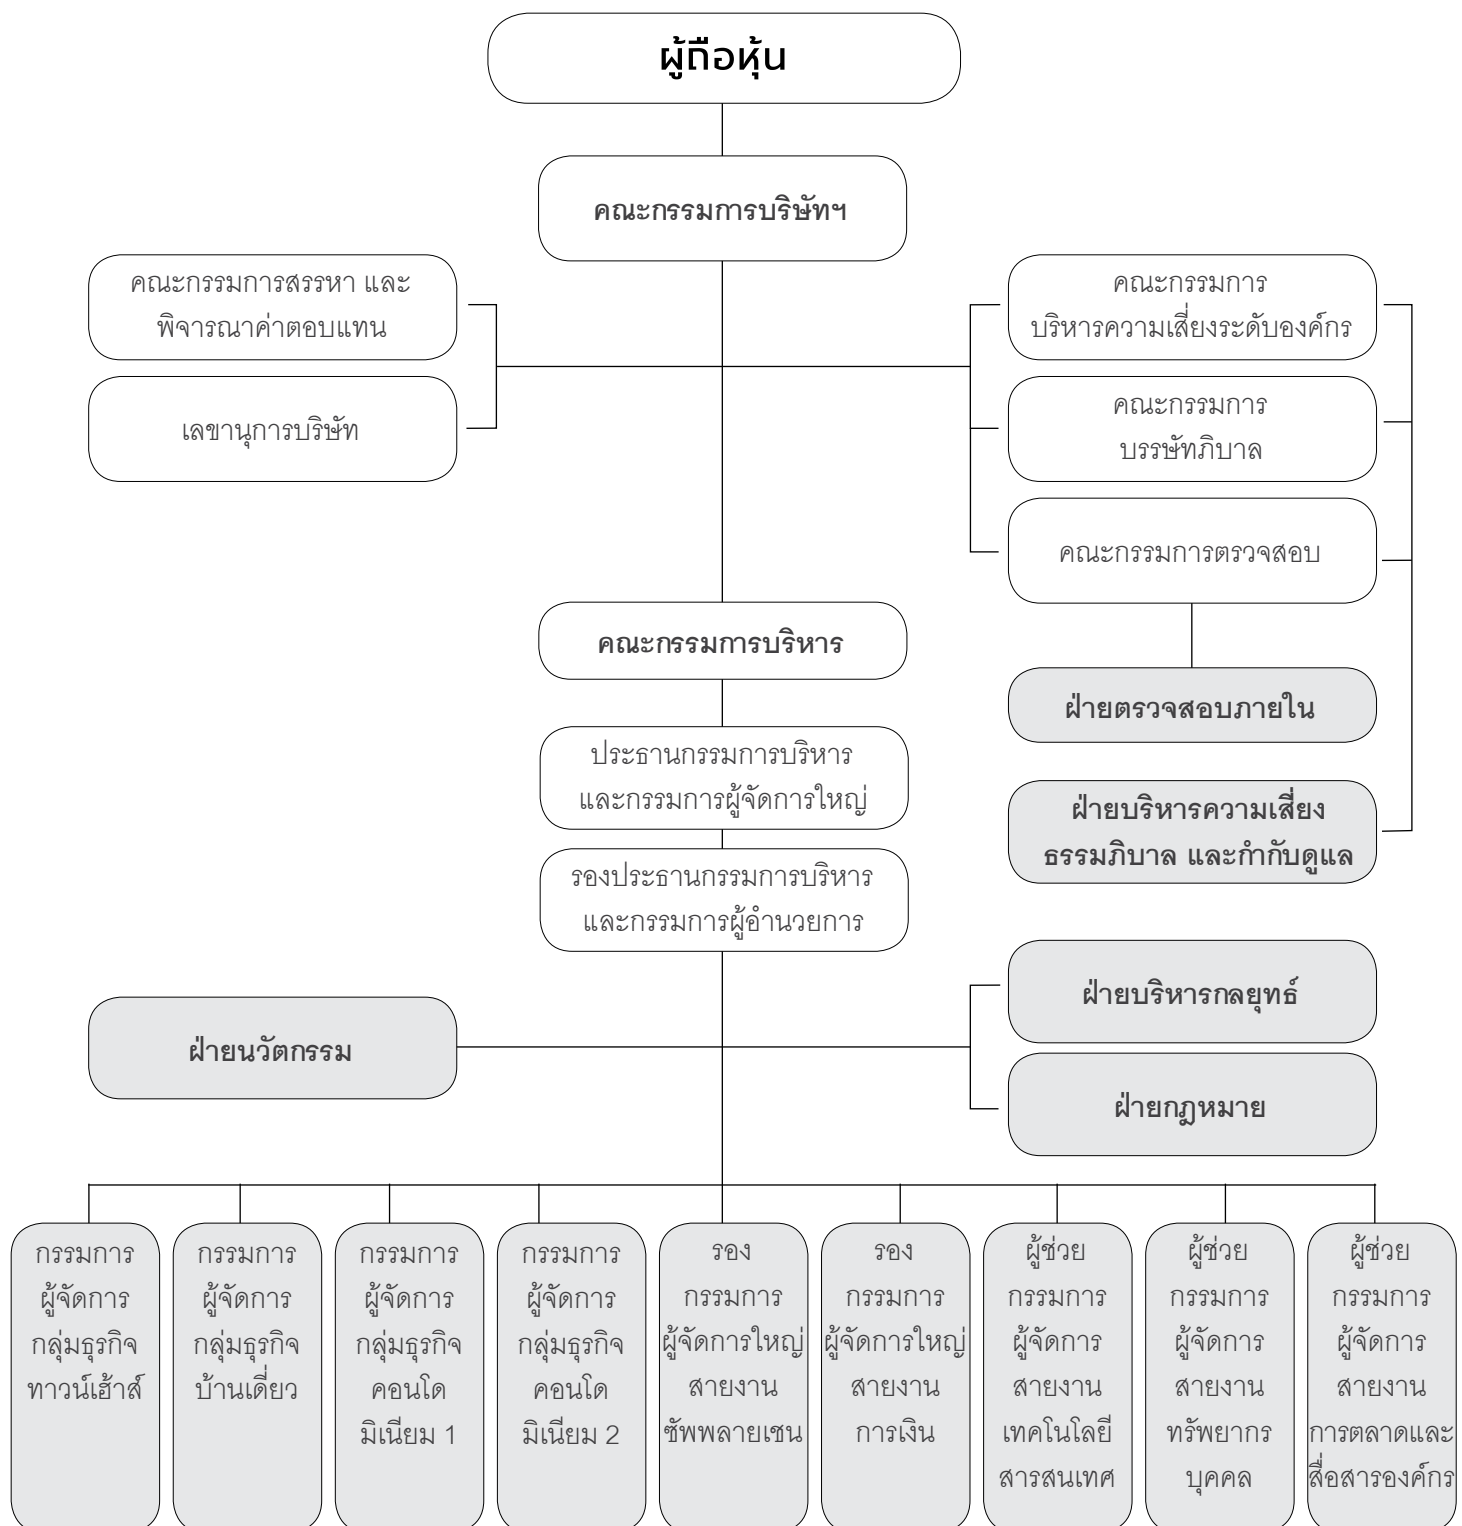 ผู้ถือหุ้น
คณะกรรมการบริษัทฯ
คณะกรรมการสรรหา และ
พิจารณาค่าตอบแทน
เลขานุการบริษัท
คณะกรรมการ
บริหารความเสี่ยงระดับองค์กร
คณะกรรมการ
บรรษัทภิบาล
คณะกรรมการตรวจสอบ
คณะกรรมการบริหาร
ฝ่ายตรวจสอบภายใน
ประธานกรรมการบริหาร
และกรรมการผู้จัดการใหญ่
ฝ่ายบริหารความเสี่ยง
ธรรมภิบาล และกำกับดูแล
รองประธานกรรมการบริหาร
และกรรมการผู้อำนวยการ
ฝ่ายบริหารกลยุทธ์
ฝ่ายนวัตกรรม
ฝ่ายกฎหมาย
กรรมการ
ผู้จัดการ
กลุ่มธุรกิจ
ทาวน์เฮ้าส์
กรรมการ
ผู้จัดการ
กลุ่มธุรกิจ
บ้านเดี่ยว
กรรมการ
ผู้จัดการ
กลุ่มธุรกิจ
คอนโด
มิเนียม 1
กรรมการ
ผู้จัดการ
กลุ่มธุรกิจ
คอนโด
มิเนียม 2
รอง
กรรมการ
ผู้จัดการใหญ่
สายงาน
ซัพพลายเชน
รอง
กรรมการ
ผู้จัดการใหญ่
สายงาน
การเงิน
ผู้ช่วย
กรรมการ
ผู้จัดการ
สายงาน
เทคโนโลยี
สารสนเทศ
ผู้ช่วย
กรรมการ
ผู้จัดการ
สายงาน
ทรัพยากร
บุคคล
ผู้ช่วย
กรรมการ
ผู้จัดการ
สายงาน
การตลาดและ
สื่อสารองค์กร